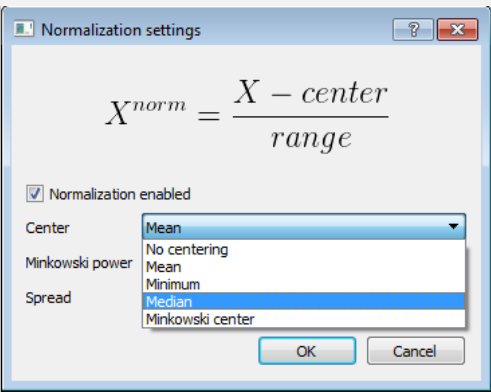 Normalization settings
X^{norm} = \frac{X - center}{range}
Normalization enabled
Center Mean
No centering
Minkowski power Mean
Minimum
Spread Median
Minkowski center
OK Cancel